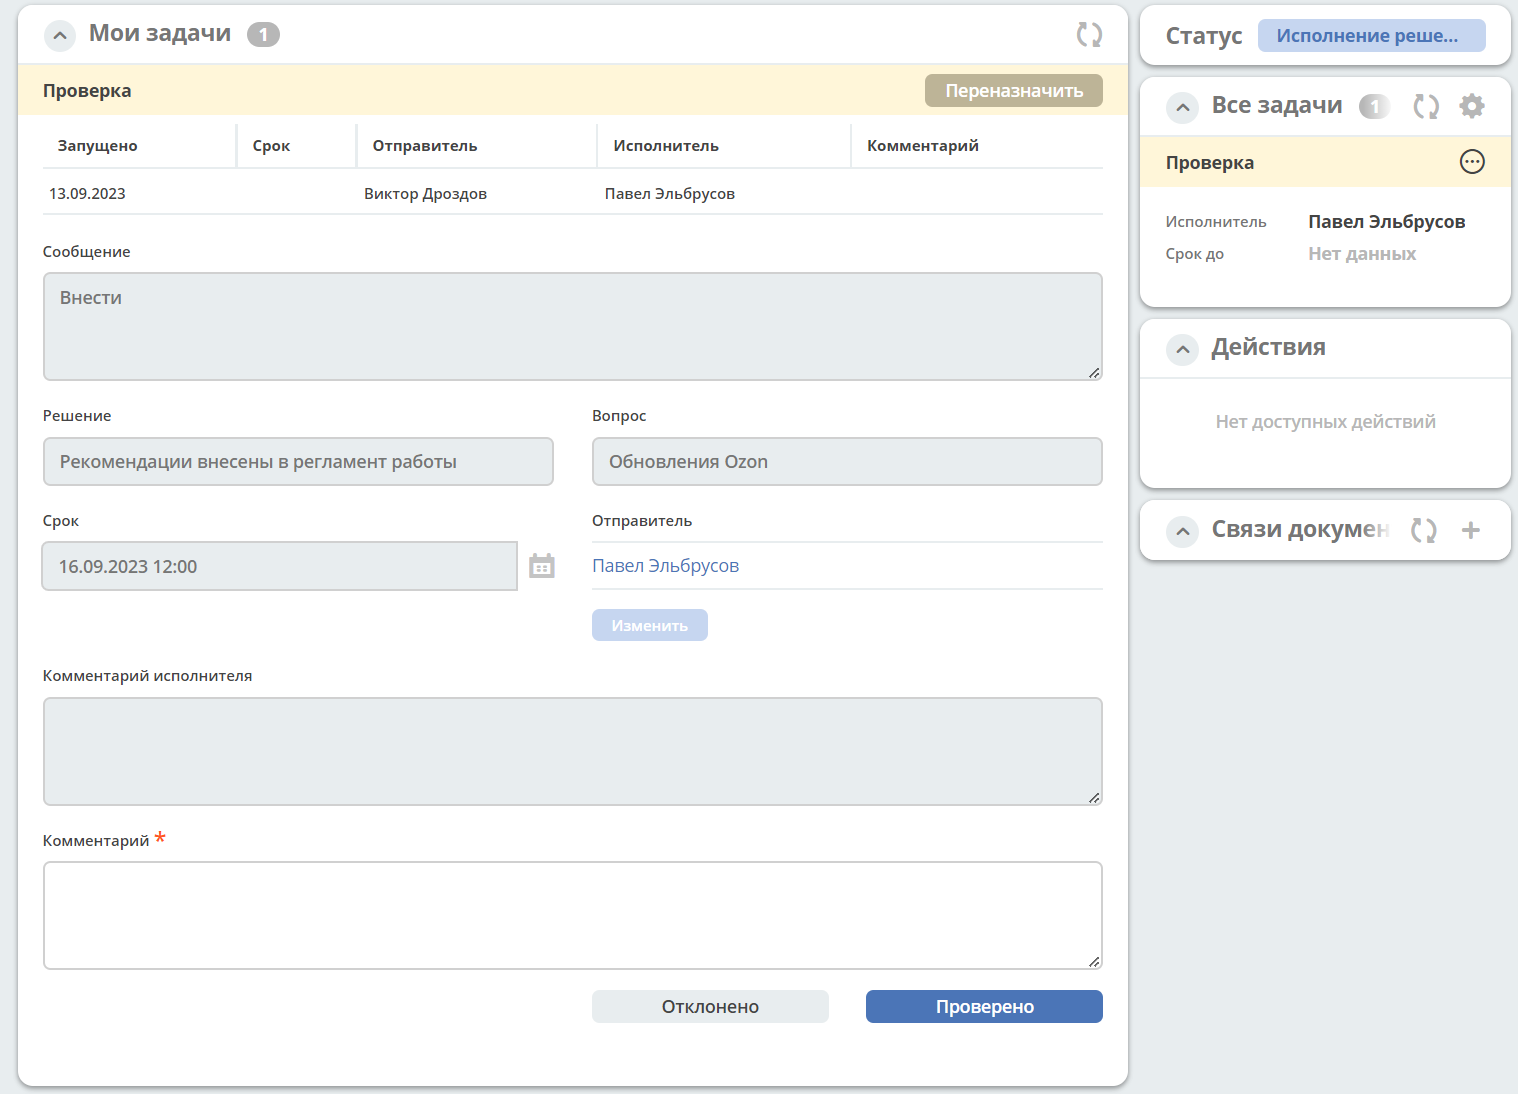 Мои задачи 1
Проверка Переназначить
Запущено Срок Отправитель Исполнитель Комментарий
13.09.2023 Виктор Дроздов Павел Эльбрусов
Сообщение
Внести
Решение Вопрос
Рекомендации внесены в регламент работы Обновления Ozon
Срок Отправитель
16.09.2023 12:00 Павел Эльбрусов
Изменить
Комментарий исполнителя
Комментарий *
Отклонено Проверено
Статус Исполнение реше...
Все задачи 1
Проверка
Исполнитель Павел Эльбрусов
Срок до Нет данных
Действия
Нет доступных действий
Связи докумен